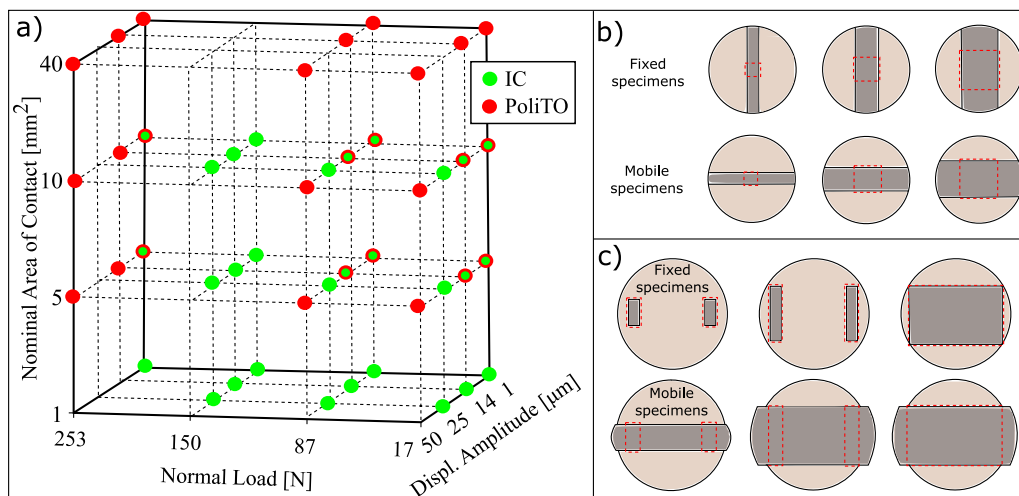 a)
40
10
5
1
Nominal Area of Contact [mm²]
253
150
87
17
Normal Load [N]
50
25
14
1
Displ. Amplitude [µm]
IC
PoliTO
b)
Fixed
specimens
Mobile
specimens
c)
Fixed
specimens
Mobile
specimens